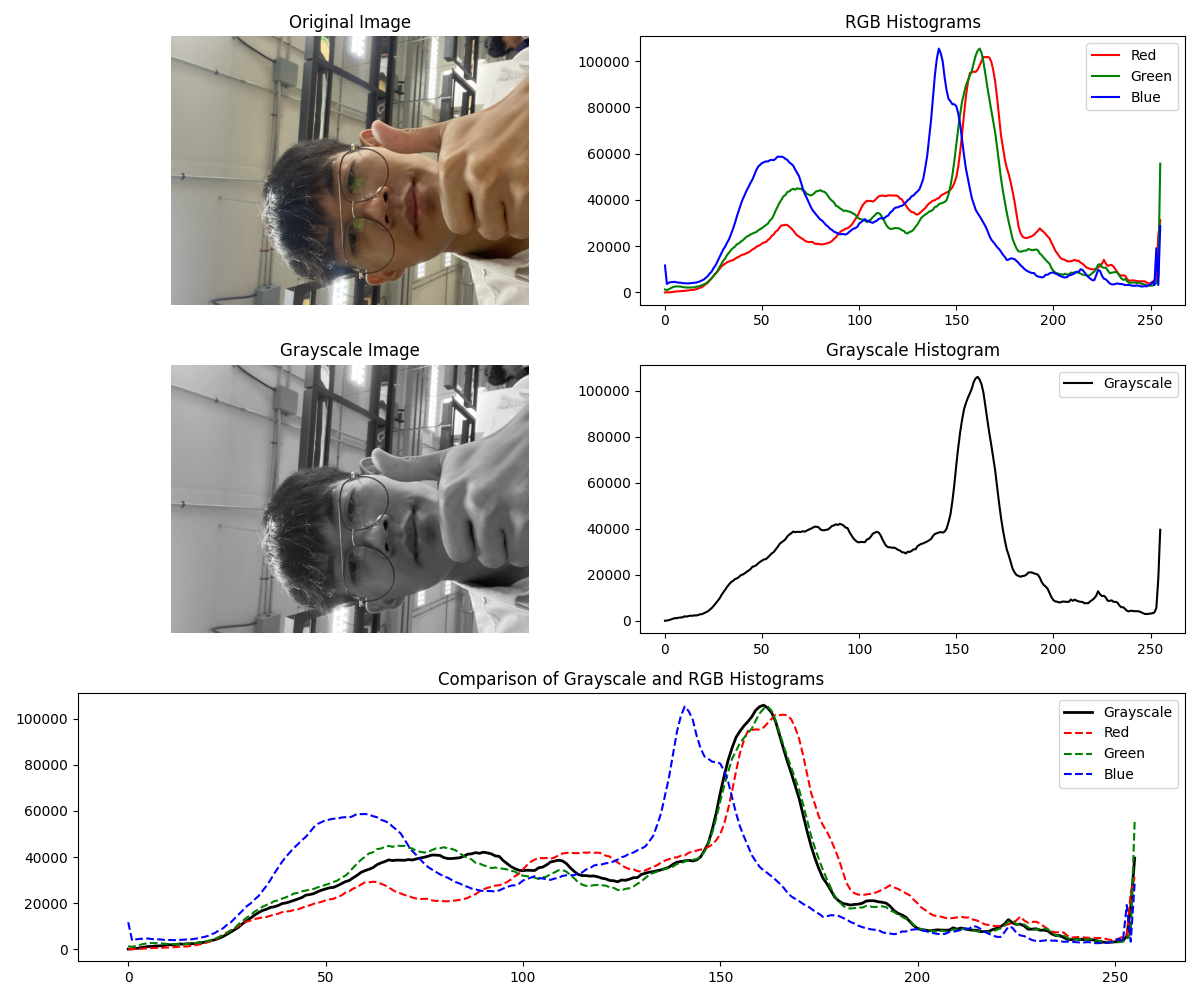 Original Image
RGB Histograms
100000
80000
60000
40000
20000
0
Red
Green
Blue
0 50 100 150 200 250
Grayscale Image
Grayscale Histogram
100000
80000
60000
40000
20000
0
Grayscale
0 50 100 150 200 250
Comparison of Grayscale and RGB Histograms
100000
80000
60000
40000
20000
0
Grayscale
Red
Green
Blue
0 50 100 150 200 250